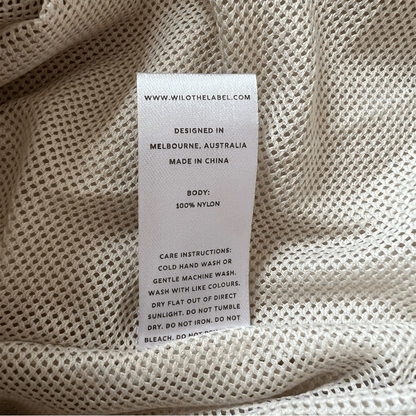 WWW.WILOTHELABEL.COM
DESIGNED IN
MELBOURNE, AUSTRALIA
MADE IN CHINA
BODY:
100% NYLON
CARE INSTRUCTIONS:
COLD HAND WASH OR
GENTLE MACHINE WASH.
WASH WITH LIKE COLOURS.
DRY FLAT OUT OF DIRECT
SUNLIGHT. DO NOT TUMBLE
DRY. DO NOT IRON. DO NOT
BLEACH. DO NOT